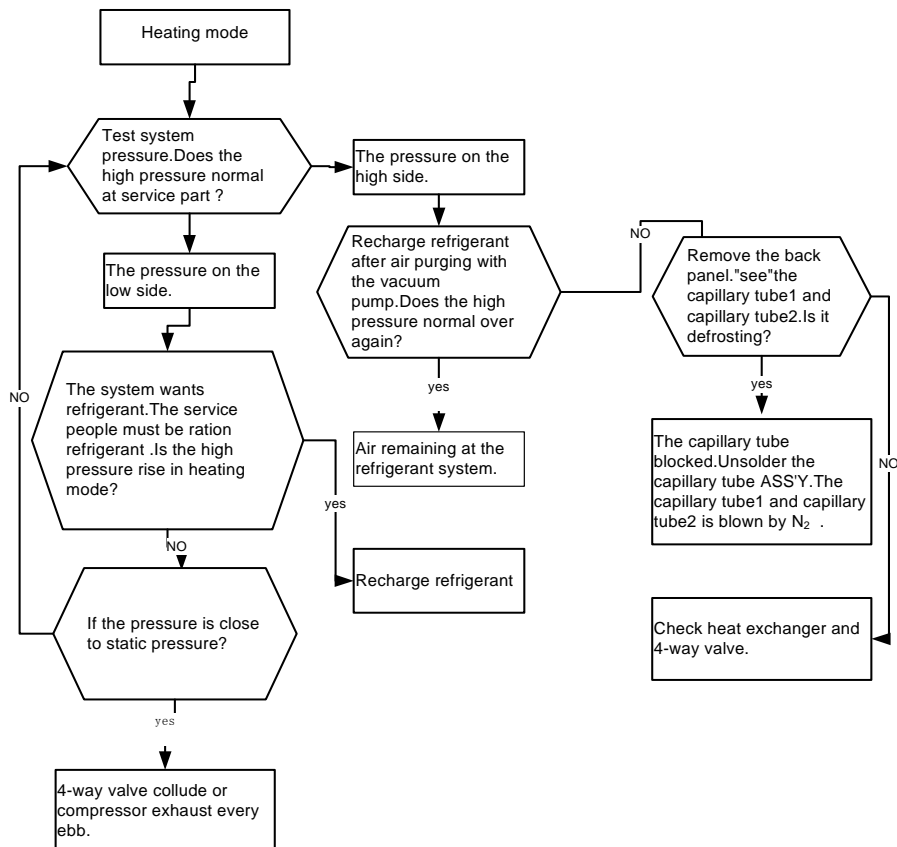 Heating mode
Test system
pressure.Does the
high pressure normal
at service part ?
The pressure on the
high side.
The pressure on the
low side.
Recharge refrigerant
after air purging with
the vacuum
pump.Does the high
pressure normal over
again?
NO
Remove the back
panel."see"the
capillary tube1 and
capillary tube2.Is it
defrosting?
NO
The system wants
refrigerant.The service
people must be ration
refrigerant .Is the high
pressure rise in heating
mode?
yes
yes
Air remaining at the
refrigerant system.
The capillary tube
blocked.Unsolder the
capillary tube ASS'Y.The
capillary tube1 and capillary
tube2 is blown by N₂ .
NO
yes
NO
Recharge refrigerant
If the pressure is close
to static pressure?
Check heat exchanger and
4-way valve.
yes
4-way valve collude or
compressor exhaust every
ebb.